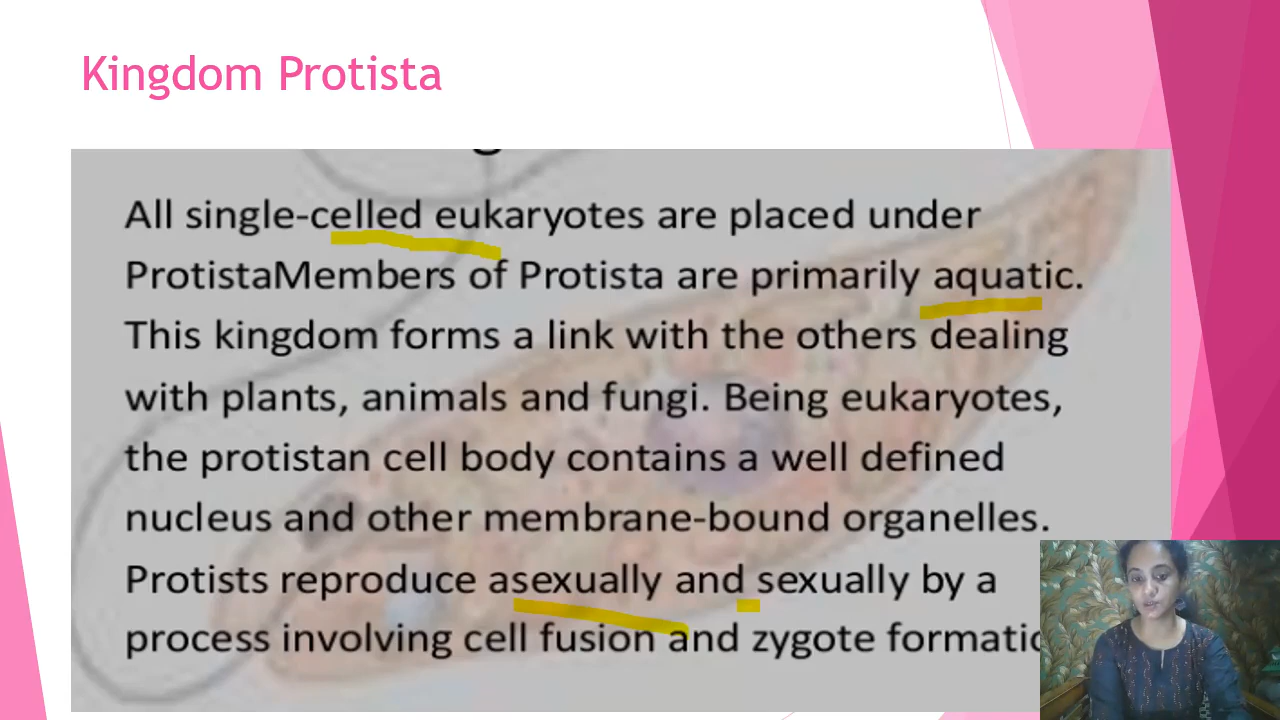 Kingdom Protista
All single-celled eukaryotes are placed under
ProtistaMembers of Protista are primarily aquatic.
This kingdom forms a link with the others dealing
with plants, animals and fungi. Being eukaryotes,
the protistan cell body contains a well defined
nucleus and other membrane-bound organelles.
Protists reproduce asexually and sexually by a
process involving cell fusion and zygote